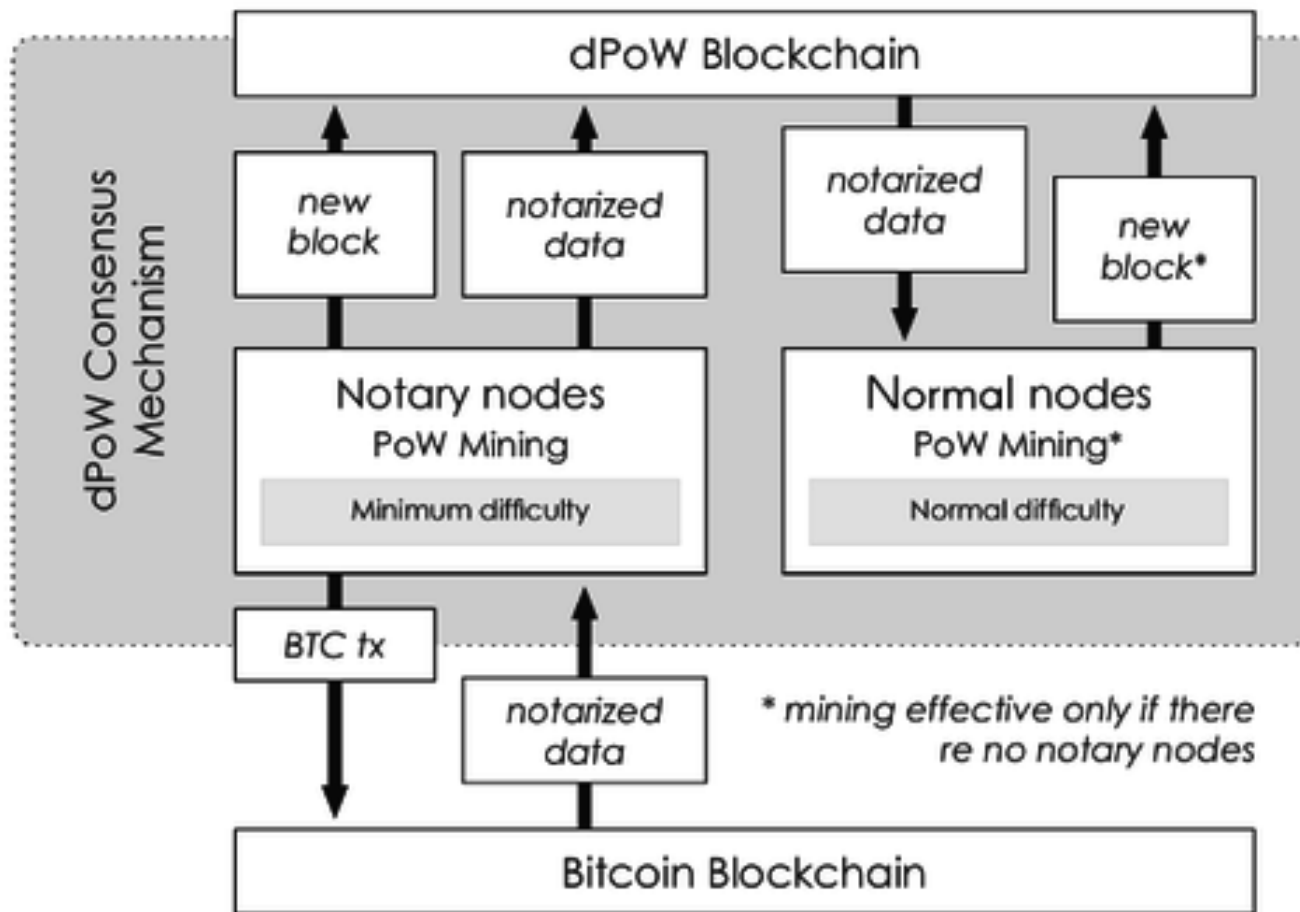 dPoW Blockchain
dPoW Consensus
Mechanism
new
block
notarized
data
notarized
data
new
block*
Notary nodes
PoW Mining
Minimum difficulty
Normal nodes
PoW Mining*
Normal difficulty
BTC tx
notarized
data
* mining effective only if there
re no notary nodes
Bitcoin Blockchain